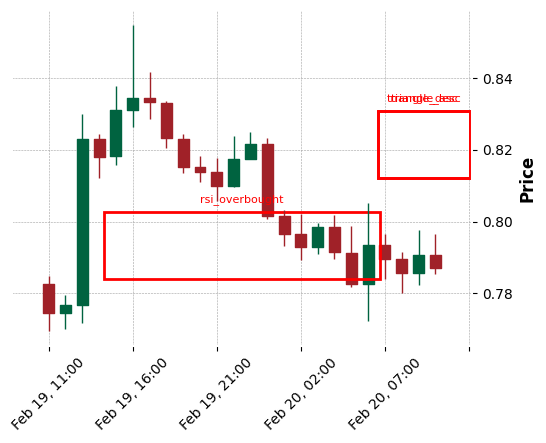 triangle_desc
0.84
0.82
Price
rsi_overbought
0.80
0.78
Feb 19, 11:00
Feb 19, 16:00
Feb 19, 21:00
Feb 20, 02:00
Feb 20, 07:00